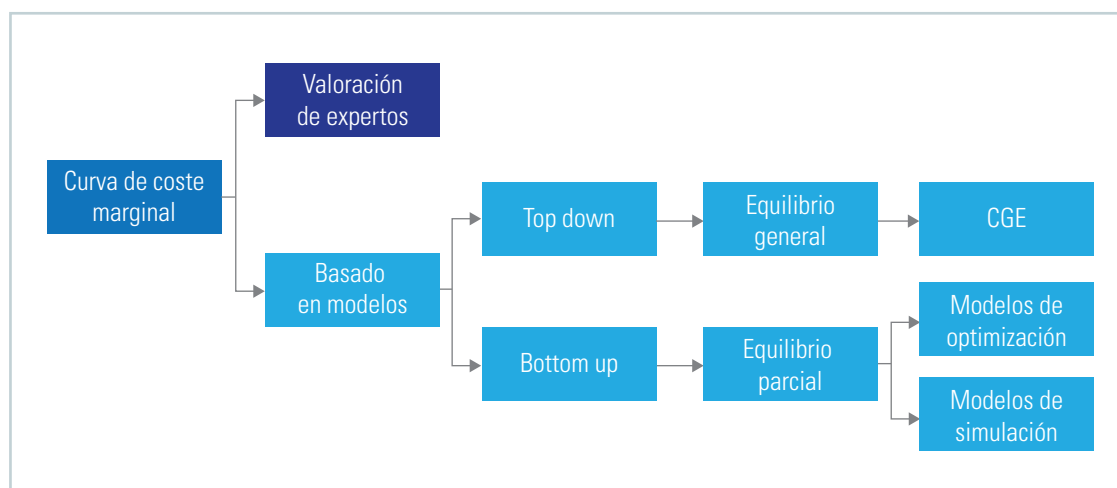 Curva de coste
marginal
Valoración
de expertos
Basado
en modelos
Top down
Equilibrio
general
CGE
Bottom up
Equilibrio
parcial
Modelos de
optimización
Modelos de
simulación